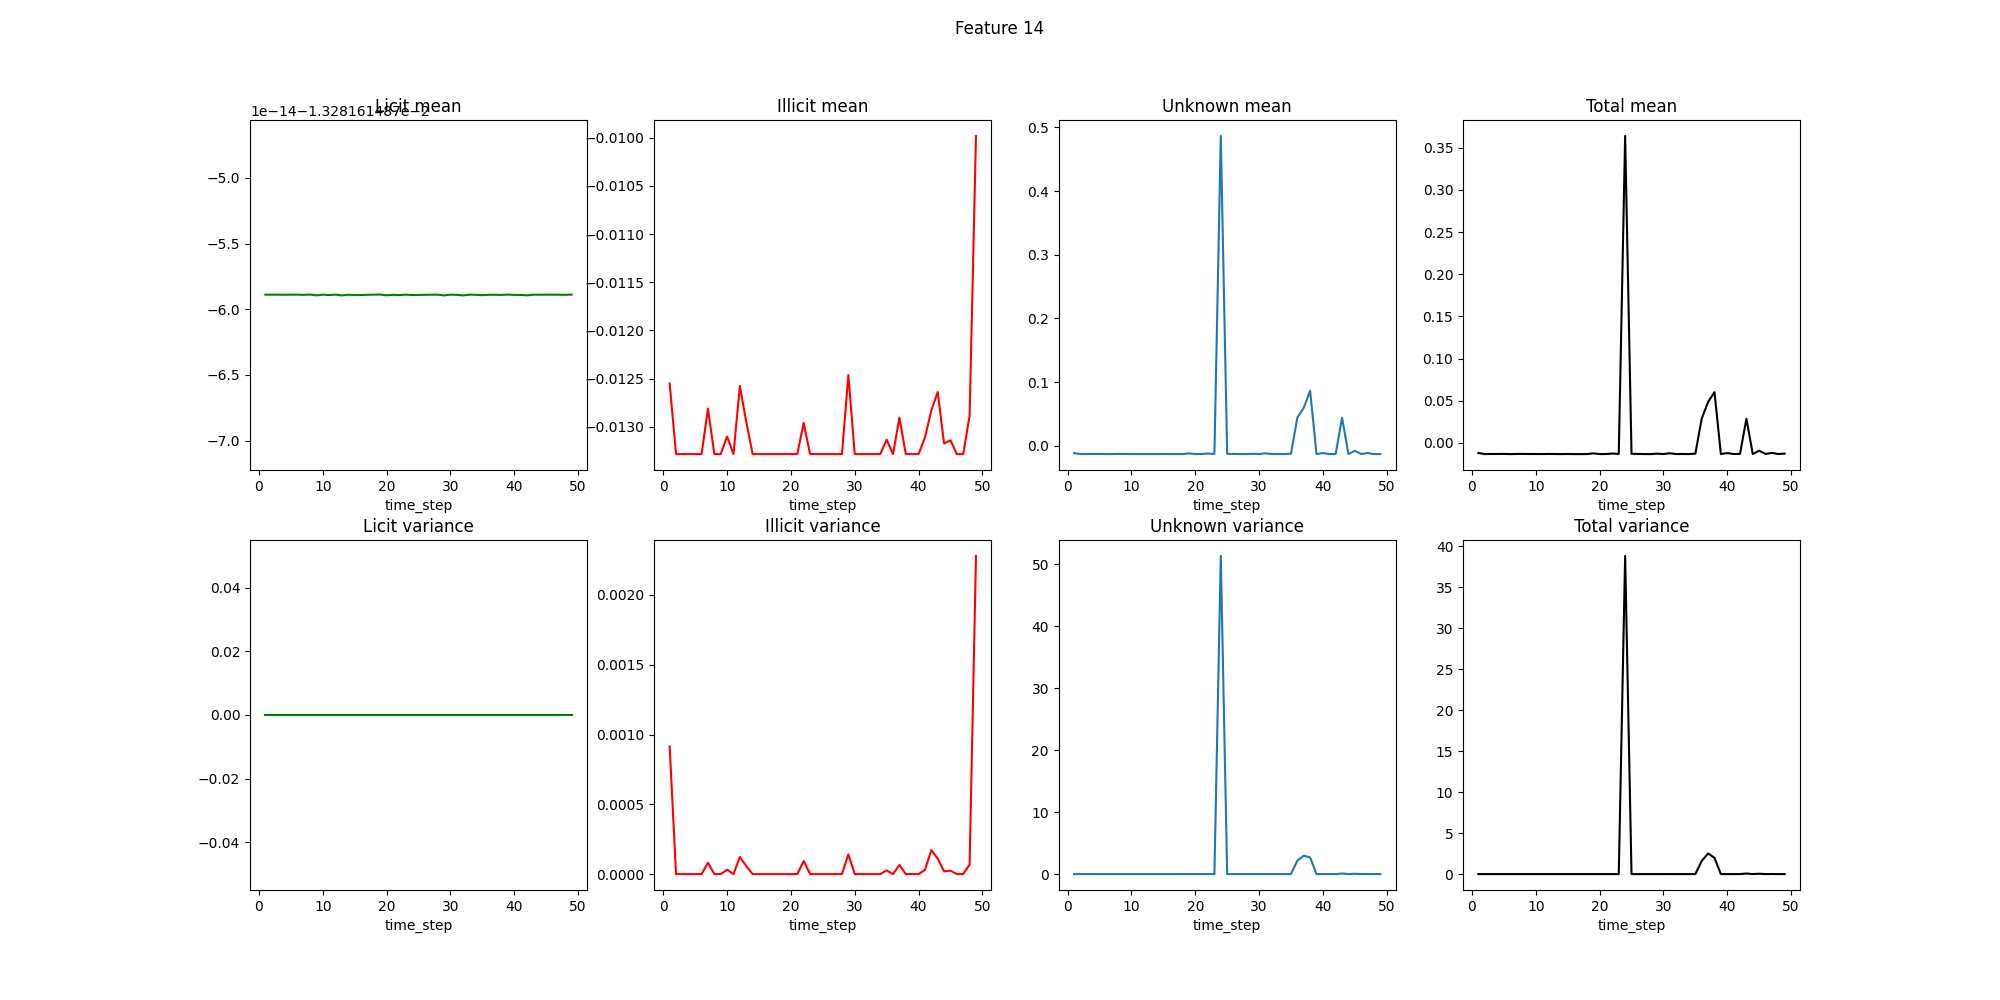 Feature 14
Licit mean
1e−14−1.328161487e−2
−5.0
−5.5
−6.0
−6.5
−7.0
0 10 20 30 40 50
time_step
Illicit mean
−0.0100
−0.0105
−0.0110
−0.0115
−0.0120
−0.0125
−0.0130
0 10 20 30 40 50
time_step
Unknown mean
0.5
0.4
0.3
0.2
0.1
0.0
0 10 20 30 40 50
time_step
Total mean
0.35
0.30
0.25
0.20
0.15
0.10
0.05
0.00
0 10 20 30 40 50
time_step
Licit variance
0.04
0.02
0.00
−0.02
−0.04
0 10 20 30 40 50
time_step
Illicit variance
0.0020
0.0015
0.0010
0.0005
0.0000
0 10 20 30 40 50
time_step
Unknown variance
50
40
30
20
10
0
0 10 20 30 40 50
time_step
Total variance
40
35
30
25
20
15
10
5
0
0 10 20 30 40 50
time_step